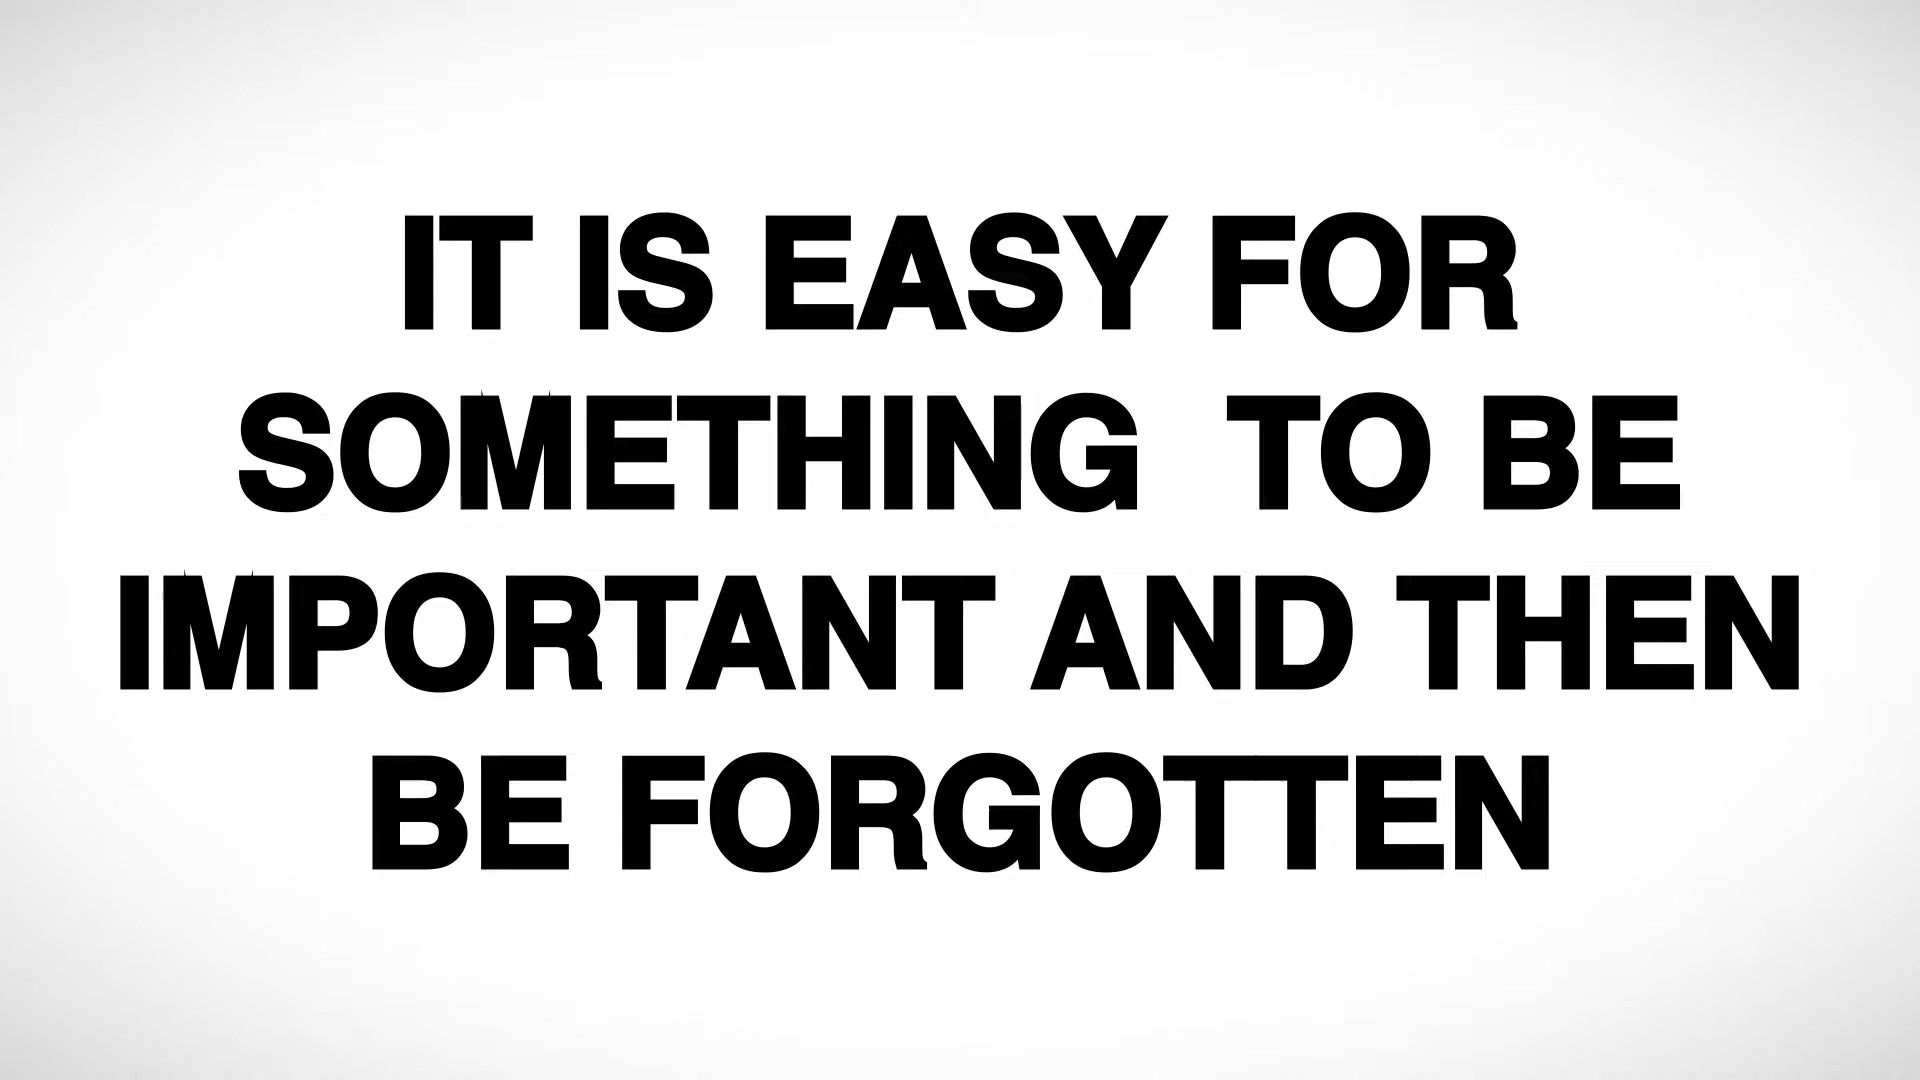 IT IS EASY FOR
SOMETHING  TO BE
IMPORTANT AND THEN
BE FORGOTTEN